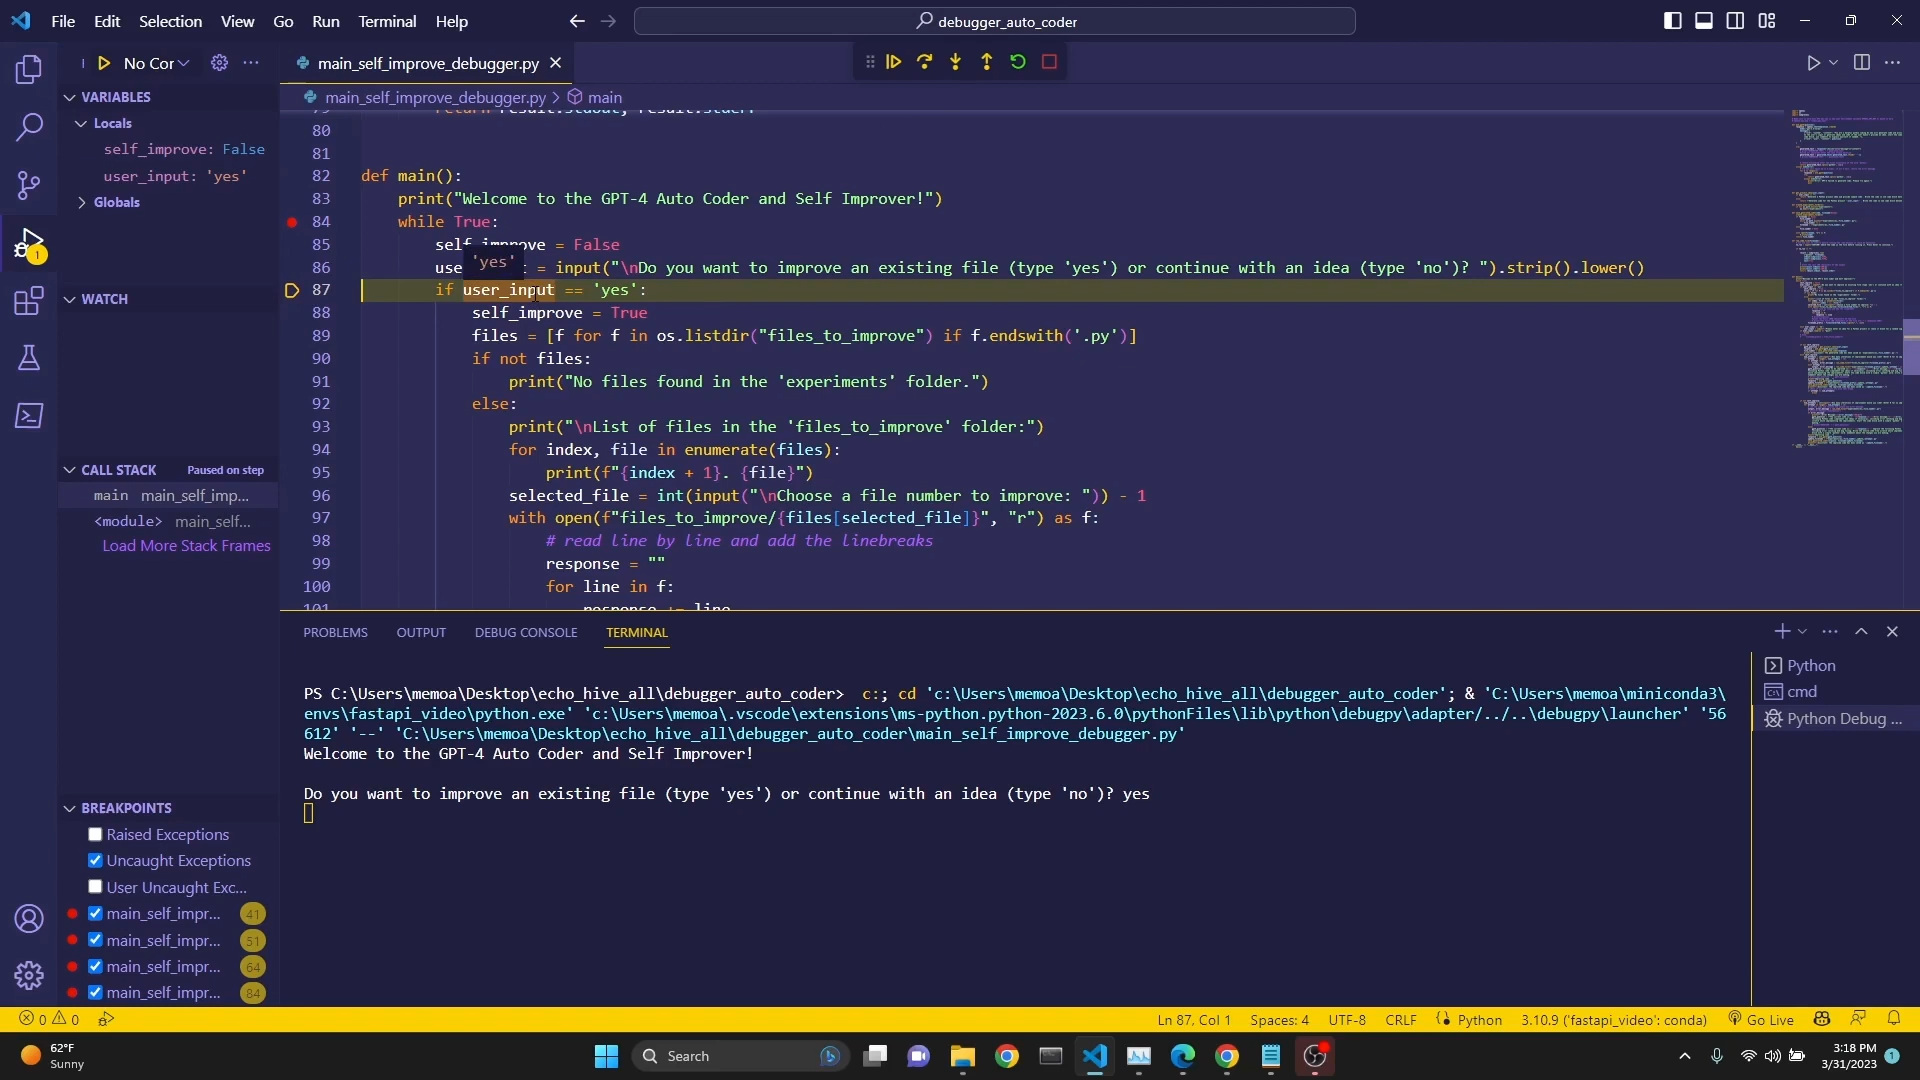 File Edit Selection View Go Run Terminal Help
debugger_auto_coder
No Cor
main_self_improve_debugger.py
main_self_improve_debugger.py > main
VARIABLES
Locals
self_improve: False
user_input: 'yes'
Globals
WATCH
CALL STACK Paused on step
main main_self_imp...
<module> main_self...
Load More Stack Frames
BREAKPOINTS
Raised Exceptions
Uncaught Exceptions
User Uncaught Exc...
main_self_impr... 41
main_self_impr... 51
main_self_impr... 64
main_self_impr... 84
80
81
82 def main():
83 print("Welcome to the GPT-4 Auto Coder and Self Improver!")
84 while True:
85 self_improve = False
'yes'
86 use = input("\nDo you want to improve an existing file (type 'yes') or continue with an idea (type 'no')? ").strip().lower()
87 if user_input == 'yes':
88 self_improve = True
89 files = [f for f in os.listdir("files_to_improve") if f.endswith('.py')]
90 if not files:
91 print("No files found in the 'experiments' folder.")
92 else:
93 print("\nList of files in the 'files_to_improve' folder:")
94 for index, file in enumerate(files):
95 print(f"{index + 1}. {file}")
96 selected_file = int(input("\nChoose a file number to improve: ")) - 1
97 with open(f"files_to_improve/{files[selected_file]}", "r") as f:
98 # read line by line and add the linebreaks
99 response = ""
100 for line in f:
101 response += line
PROBLEMS OUTPUT DEBUG CONSOLE TERMINAL
PS C:\Users\memoa\Desktop\echo_hive_all\debugger_auto_coder> c:; cd 'c:\Users\memoa\Desktop\echo_hive_all\debugger_auto_coder'; & 'C:\Users\memoa\miniconda3\
envs\fastapi_video\python.exe' 'c:\Users\memoa\.vscode\extensions\ms-python.python-2023.6.0\pythonFiles\lib\python\debugpy\adapter/../..\debugpy\launcher' '56
612' '--' 'C:\Users\memoa\Desktop\echo_hive_all\debugger_auto_coder\main_self_improve_debugger.py'
Welcome to the GPT-4 Auto Coder and Self Improver!
Do you want to improve an existing file (type 'yes') or continue with an idea (type 'no')? yes
Python
cmd
Python Debug ...
0 0
Ln 87, Col 1 Spaces: 4 UTF-8 CRLF Python 3.10.9 ('fastapi_video': conda) Go Live
62°F
Sunny
Search
3:18 PM
3/31/2023
1